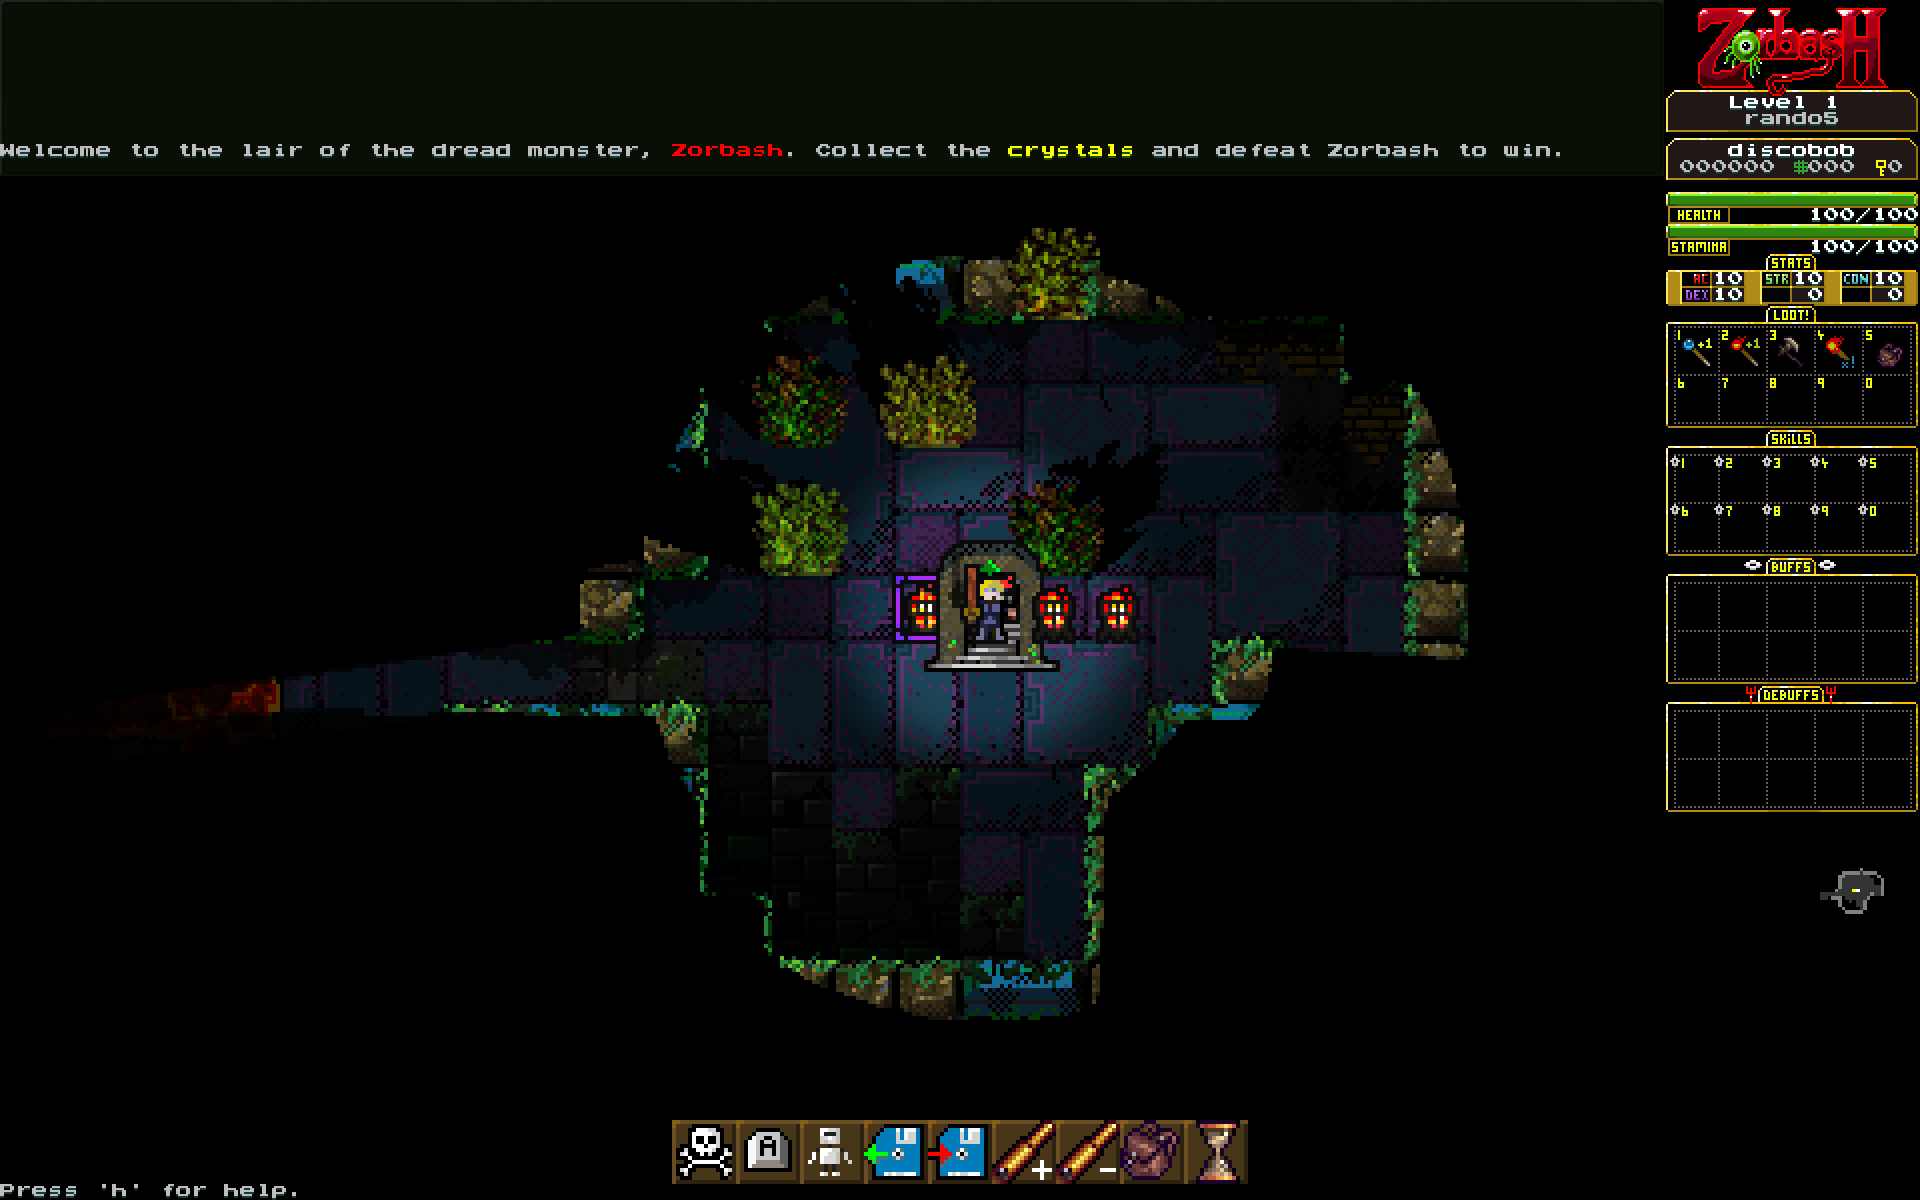 Welcome to the lair of the dread monster, Zorbash. Collect the crystals and defeat Zorbash to win.
ZorbasH
Level 1
rando5
discobob
000000 #000 0
HEALTH 100/100
STAMINA 100/100
STATS
AC 10 STR 10 CON 10
DEX 10 0 0
LOOT!
1 +1 2 +1 3 4 x! 5
6 7 8 9 0
SKILLS
1 2 3 4 5
6 7 8 9 0
BUFFS
DEBUFFS
A
+ -
Press 'h' for help.